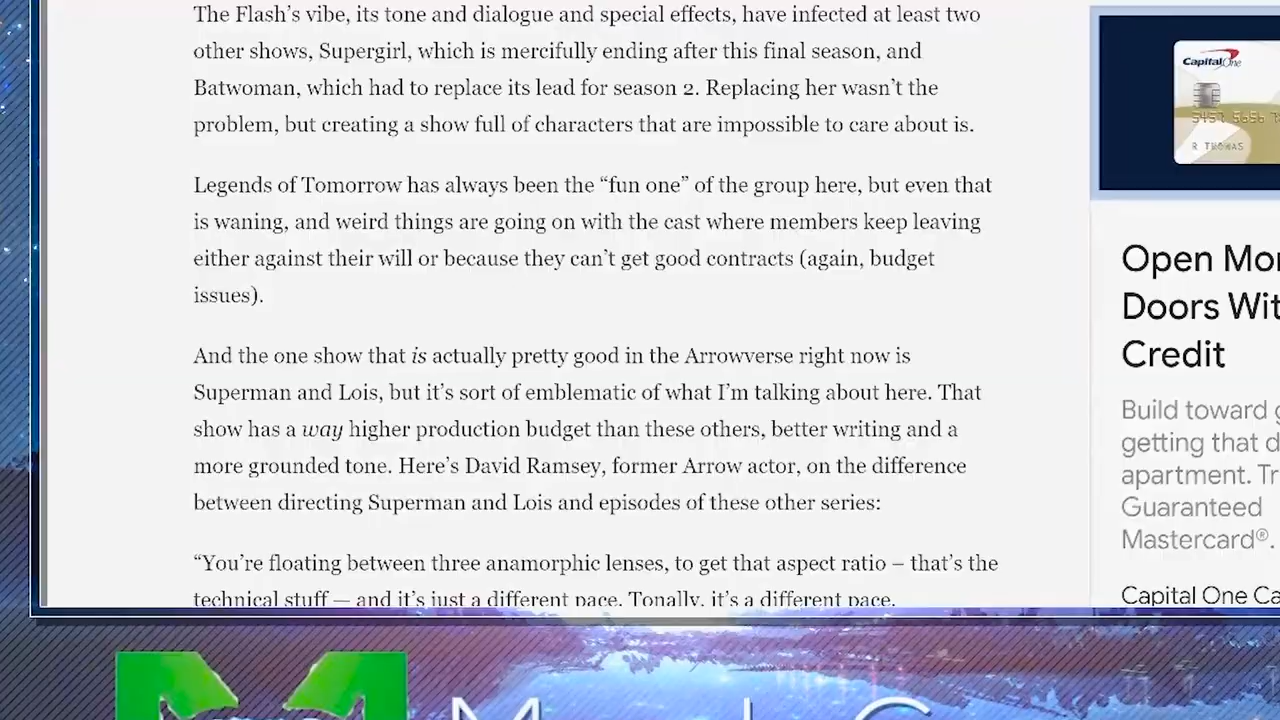 The Flash’s vibe, its tone and dialogue and special effects, have infected at least two
other shows, Supergirl, which is mercifully ending after this final season, and
Batwoman, which had to replace its lead for season 2. Replacing her wasn’t the
problem, but creating a show full of characters that are impossible to care about is.
Legends of Tomorrow has always been the “fun one” of the group here, but even that
is waning, and weird things are going on with the cast where members keep leaving
either against their will or because they can’t get good contracts (again, budget
issues).
And the one show that is actually pretty good in the Arrowverse right now is
Superman and Lois, but it’s sort of emblematic of what I’m talking about here. That
show has a way higher production budget than these others, better writing and a
more grounded tone. Here’s David Ramsey, former Arrow actor, on the difference
between directing Superman and Lois and episodes of these other series:
“You’re floating between three anamorphic lenses, to get that aspect ratio – that’s the
technical stuff — and it’s just a different pace. Tonally, it’s a different pace.
Capital One
5457 5656
R THOMAS
Open Mo
Doors Wit
Credit
Build toward g
getting that d
apartment. Tr
Guaranteed
Mastercard®.
Capital One Ca